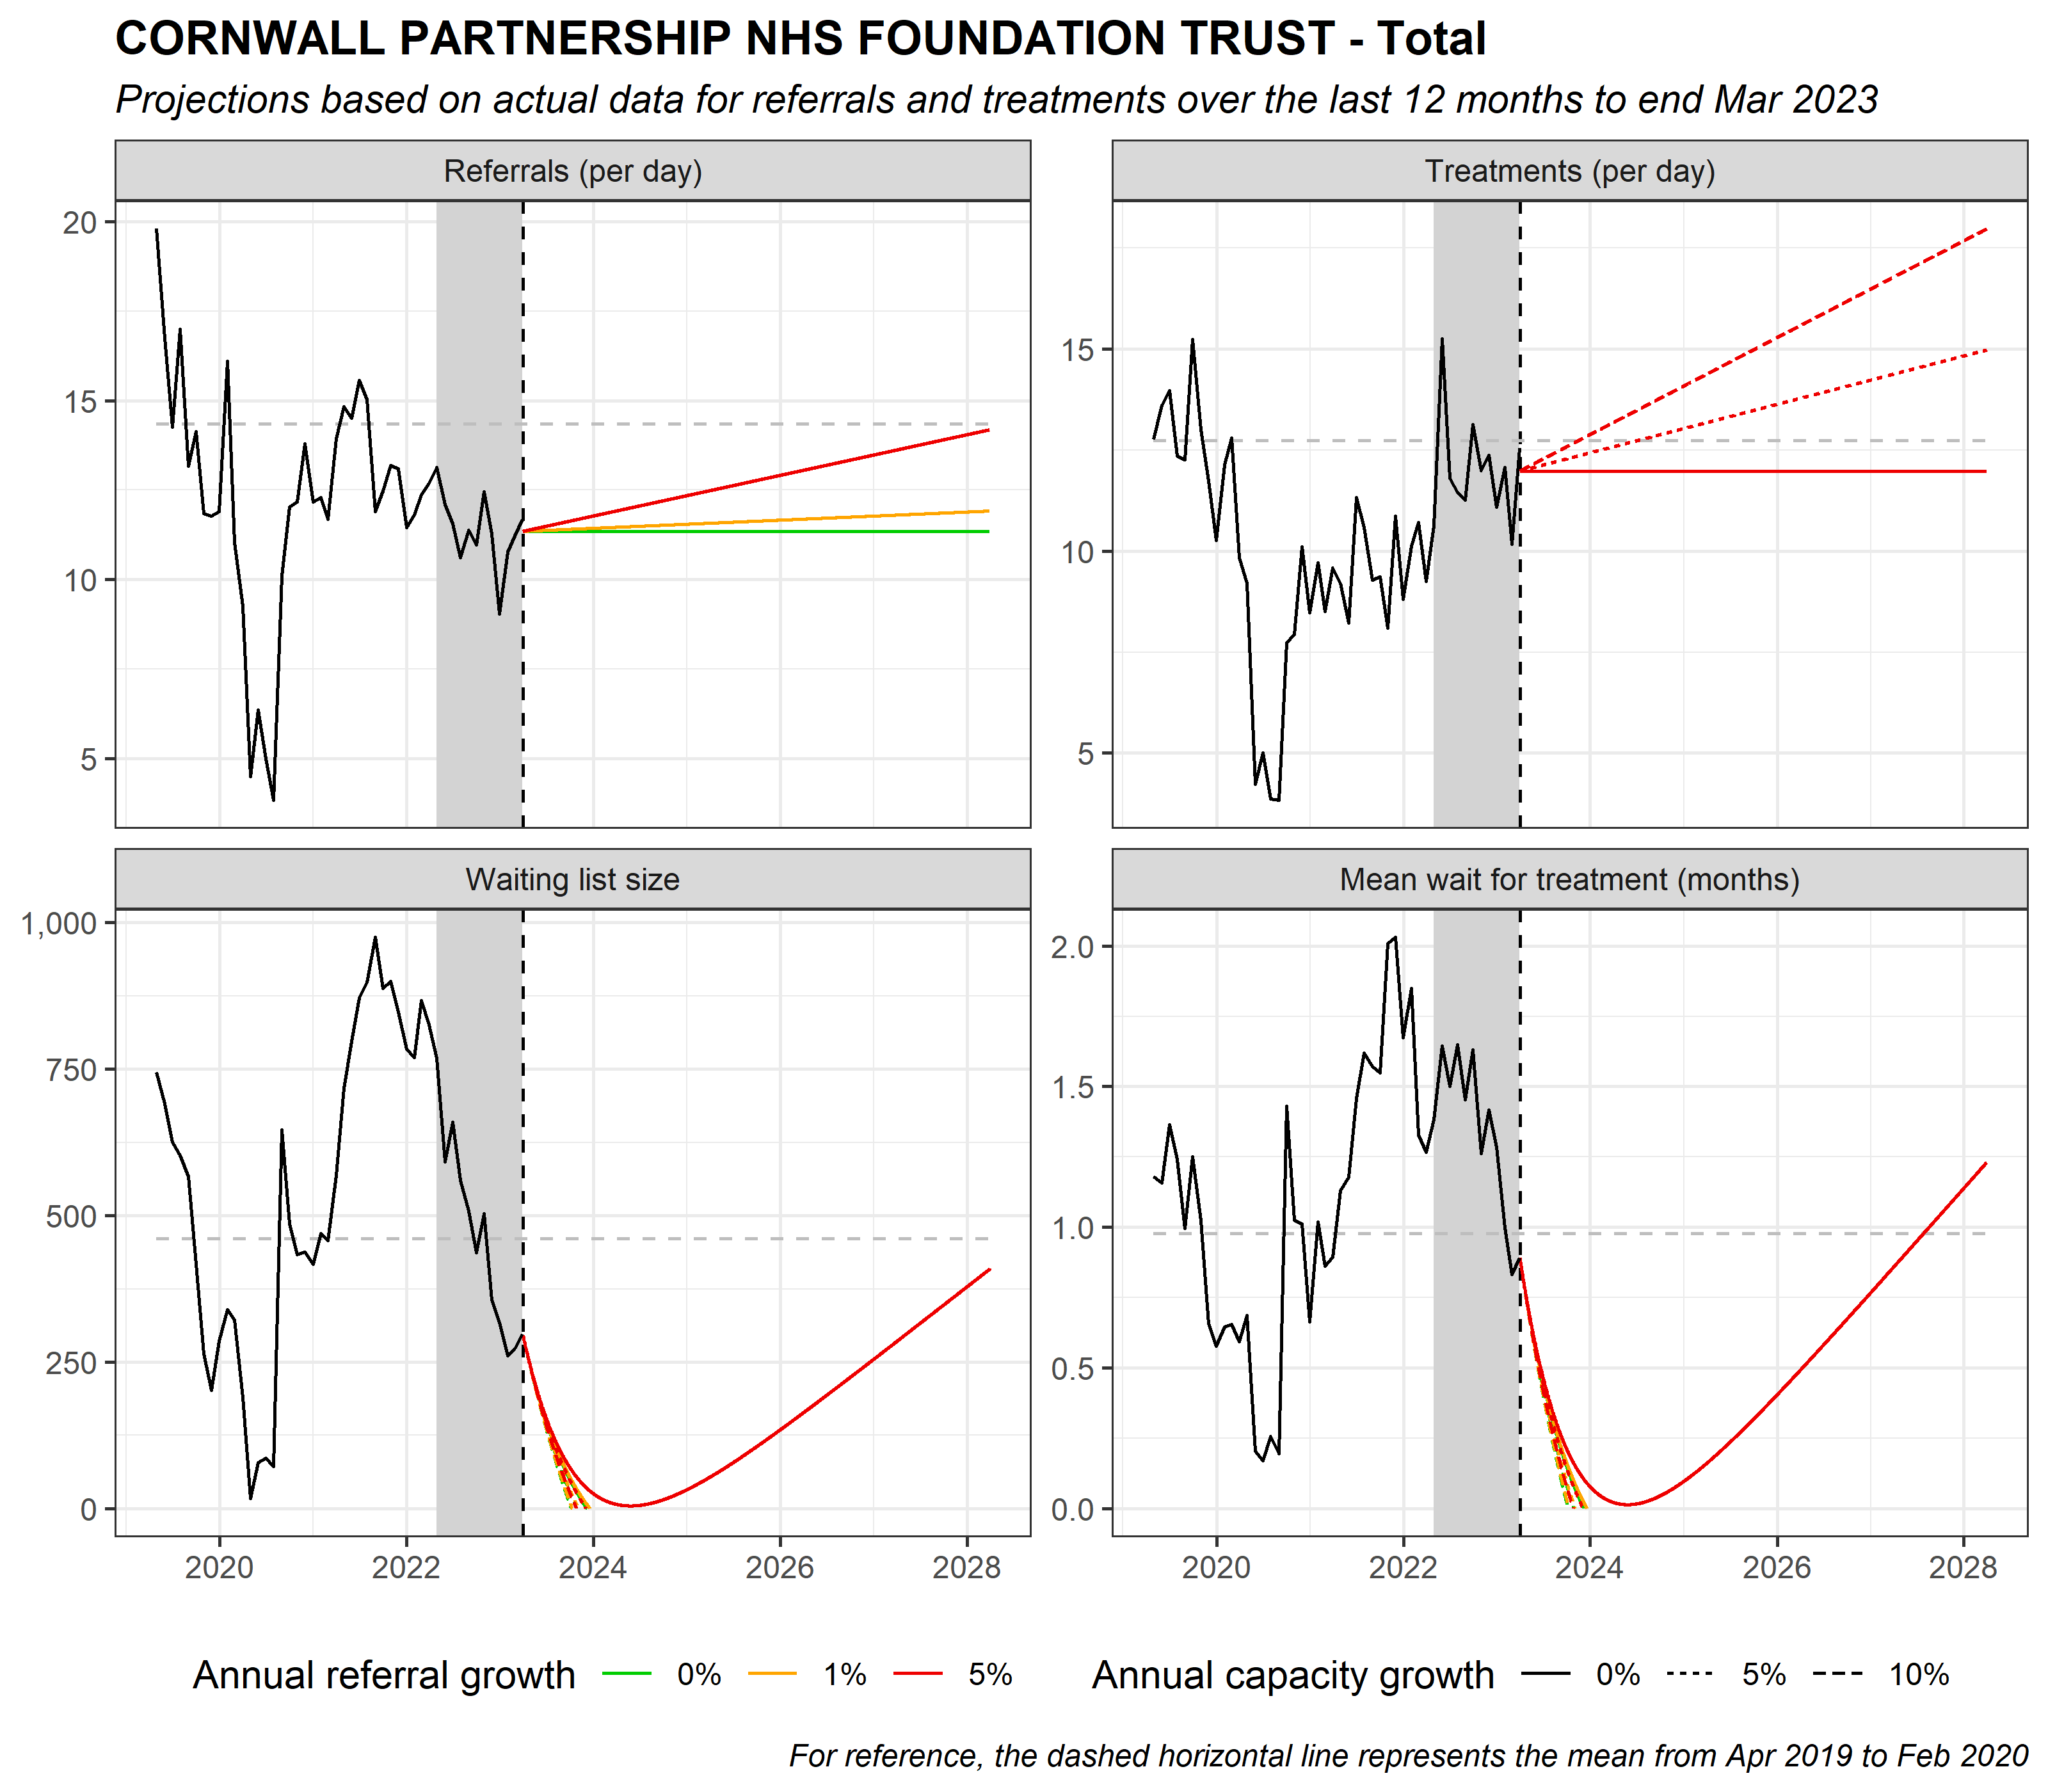 CORNWALL PARTNERSHIP NHS FOUNDATION TRUST - Total
Projections based on actual data for referrals and treatments over the last 12 months to end Mar 2023
Referrals (per day)
20
15
10
5
Treatments (per day)
15
10
5
Waiting list size
1,000
750
500
250
0
2020 2022 2024 2026 2028
Mean wait for treatment (months)
2.0
1.5
1.0
0.5
0.0
2020 2022 2024 2026 2028
Annual referral growth 0% 1% 5%
Annual capacity growth 0% 5% 10%
For reference, the dashed horizontal line represents the mean from Apr 2019 to Feb 2020